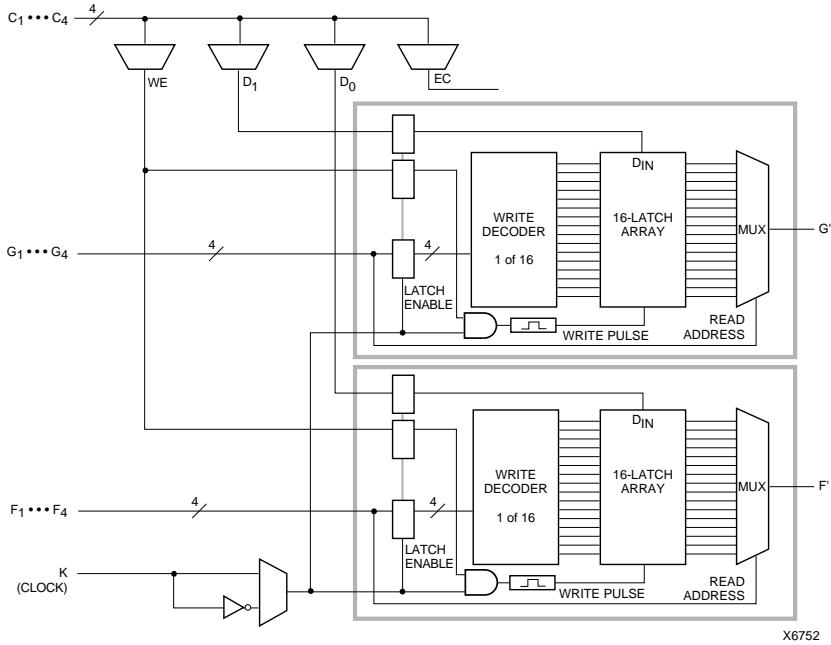 C1 • • • C4
4
WE
D1
D0
EC
DIN
WRITE
DECODER
1 of 16
16-LATCH
ARRAY
MUX
G'
G1 • • • G4
4
4
LATCH
ENABLE
WRITE PULSE
READ
ADDRESS
DIN
WRITE
DECODER
1 of 16
16-LATCH
ARRAY
MUX
F'
F1 • • • F4
4
4
LATCH
ENABLE
K
(CLOCK)
WRITE PULSE
READ
ADDRESS
X6752